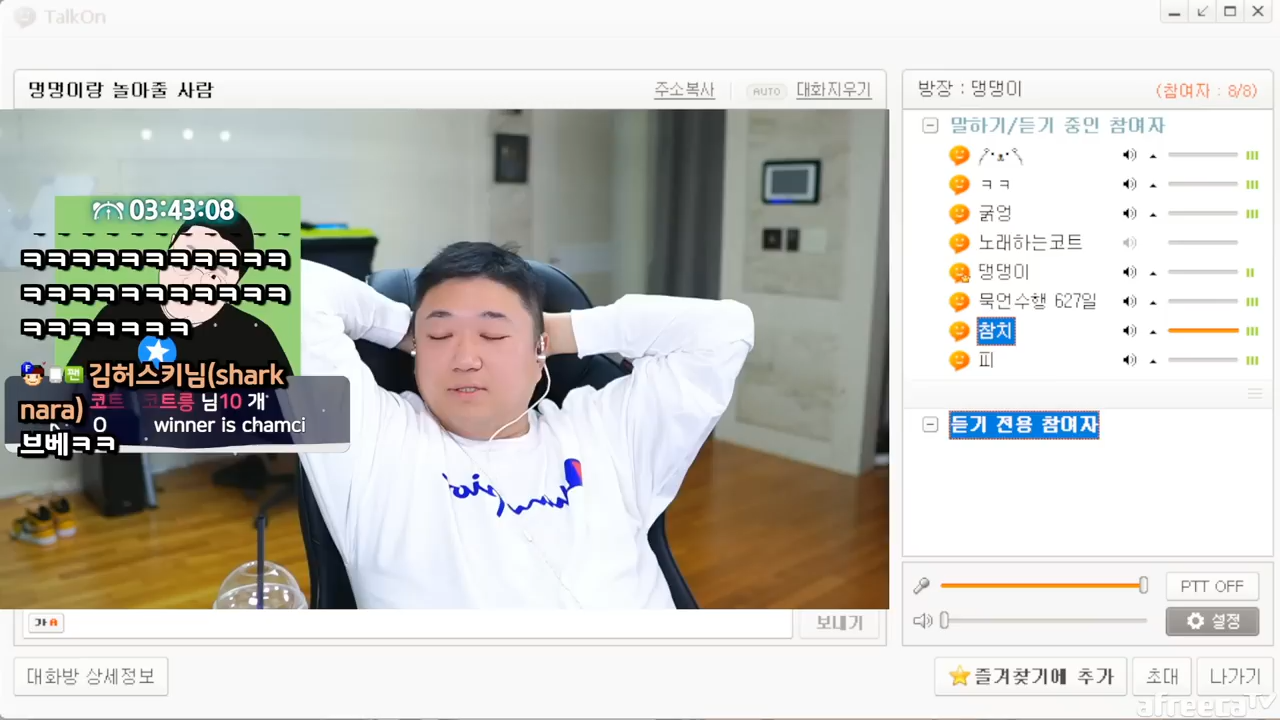 TalkOn
멍멍이랑 놀아줄 사람
주소복사
AUTO
대화지우기
방장 : 댕댕이
(참여자 : 8/8)
말하기/듣기 중인 참여자
ㅋㅋ
굵엉
노래하는코트
댕댕이
묵언수행 627일
참치
피
듣기 전용 참여자
03:43:08
ㅋㅋㅋㅋㅋㅋㅋㅋㅋㅋㅋ
ㅋㅋㅋㅋㅋㅋㅋㅋㅋㅋㅋ
ㅋㅋㅋㅋㅋㅋㅋ
F 팬 김허스키님(shark
nara)
코트 코트릉 님10 개
winner is chamci
브베ㅋㅋ
가A
보내기
PTT OFF
설정
대화방 상세정보
즐겨찾기에 추가
초대
나가기
afreecaTV